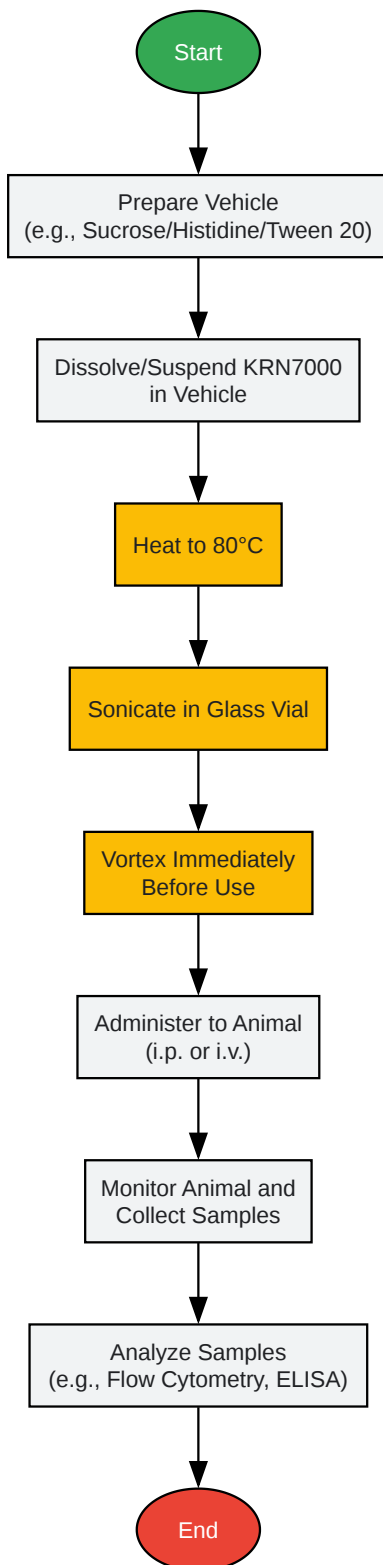 Start
Prepare Vehicle
(e.g., Sucrose/Histidine/Tween 20)
Dissolve/Suspend KRN7000
in Vehicle
Heat to 80°C
Sonicate in Glass Vial
Vortex Immediately
Before Use
Administer to Animal
(i.p. or i.v.)
Monitor Animal and
Collect Samples
Analyze Samples
(e.g., Flow Cytometry, ELISA)
End